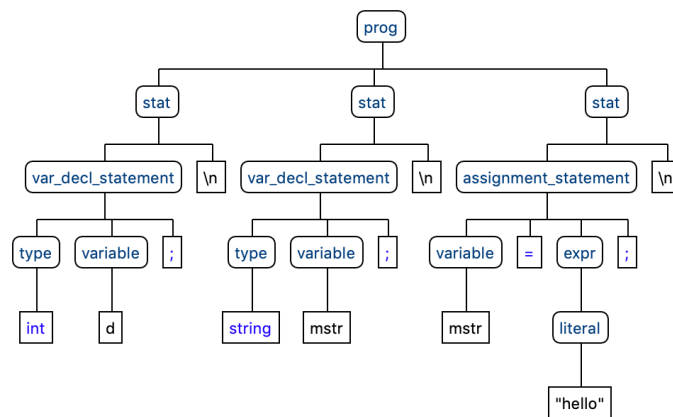 prog
stat stat stat
var_decl_statement \n var_decl_statement \n assignment_statement \n
type variable ; type variable ; variable = expr ;
int d string mstr mstr literal
"hello"